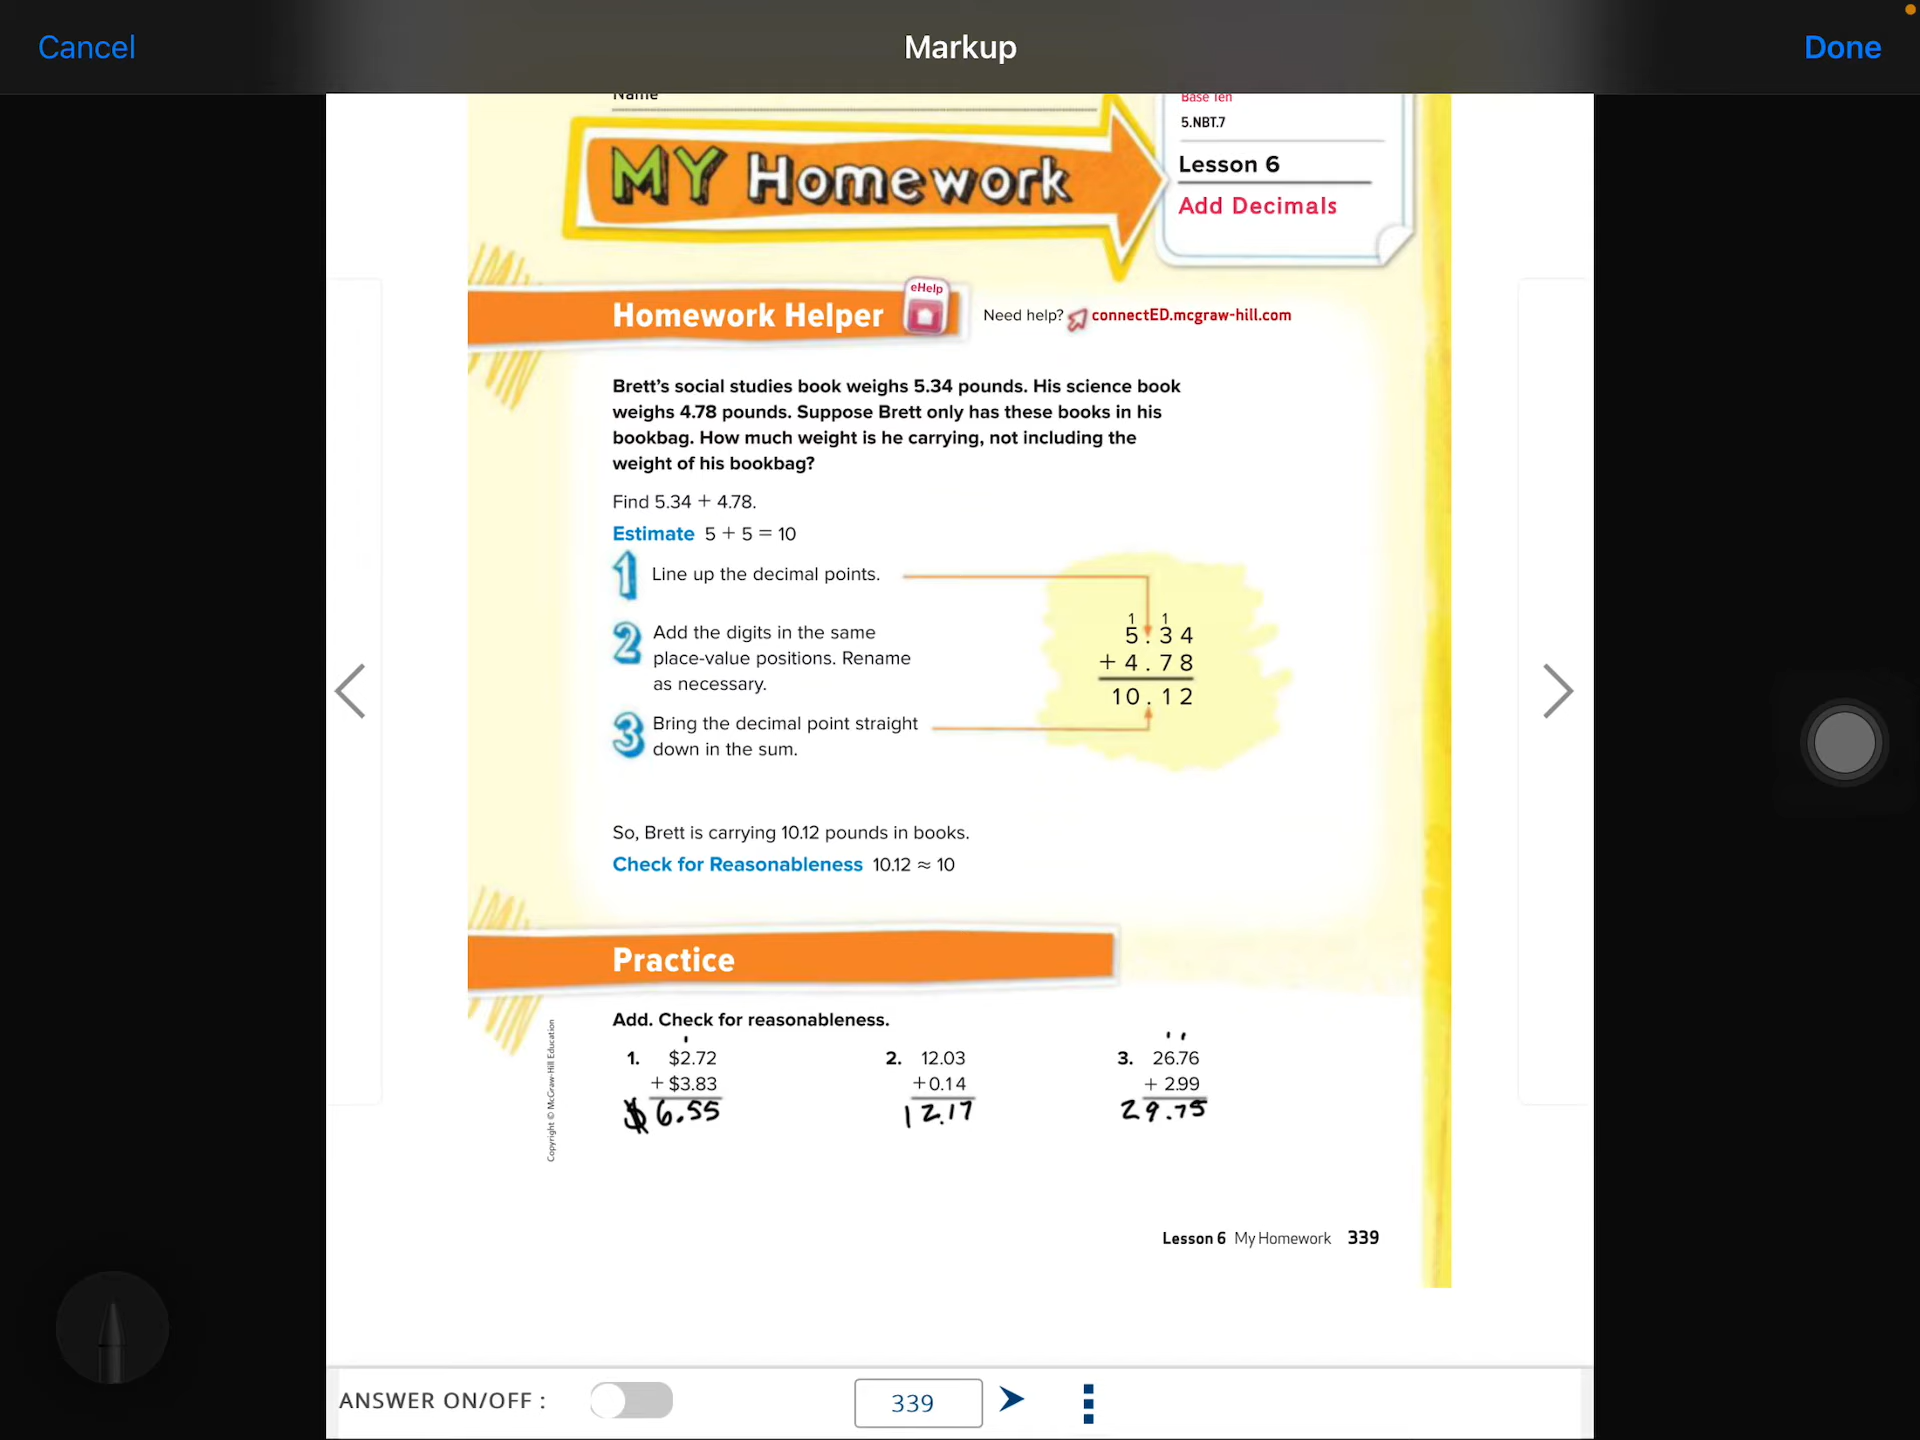 Cancel
Markup
Done
Name
Base Ten
5.NBT.7
Lesson 6
Add Decimals
MY Homework
Homework Helper
eHelp
Need help? connectED.mcgraw-hill.com
Brett's social studies book weighs 5.34 pounds. His science book
weighs 4.78 pounds. Suppose Brett only has these books in his
bookbag. How much weight is he carrying, not including the
weight of his bookbag?
Find 5.34 + 4.78.
Estimate 5 + 5 = 10
1 Line up the decimal points.
2 Add the digits in the same
place-value positions. Rename
as necessary.
3 Bring the decimal point straight
down in the sum.
1 1
5.34
+ 4.78
10.12
So, Brett is carrying 10.12 pounds in books.
Check for Reasonableness 10.12 ≈ 10
Practice
Add. Check for reasonableness.
1. $2.72
+ $3.83
$6.55
2. 12.03
+0.14
12.17
3. 26.76
+ 2.99
29.75
Copyright © McGraw-Hill Education
Lesson 6 My Homework 339
ANSWER ON/OFF :
339